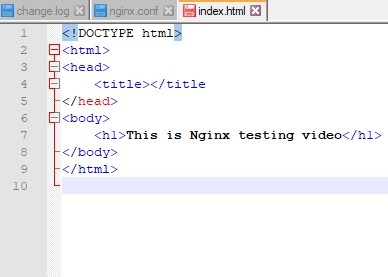 change.log nginx.conf index.html
1 <!DOCTYPE html>
2 <html>
3 <head>
4 <title></title
5 </head>
6 <body>
7 <h1>This is Nginx testing video</h1>
8 </body>
9 </html>
10